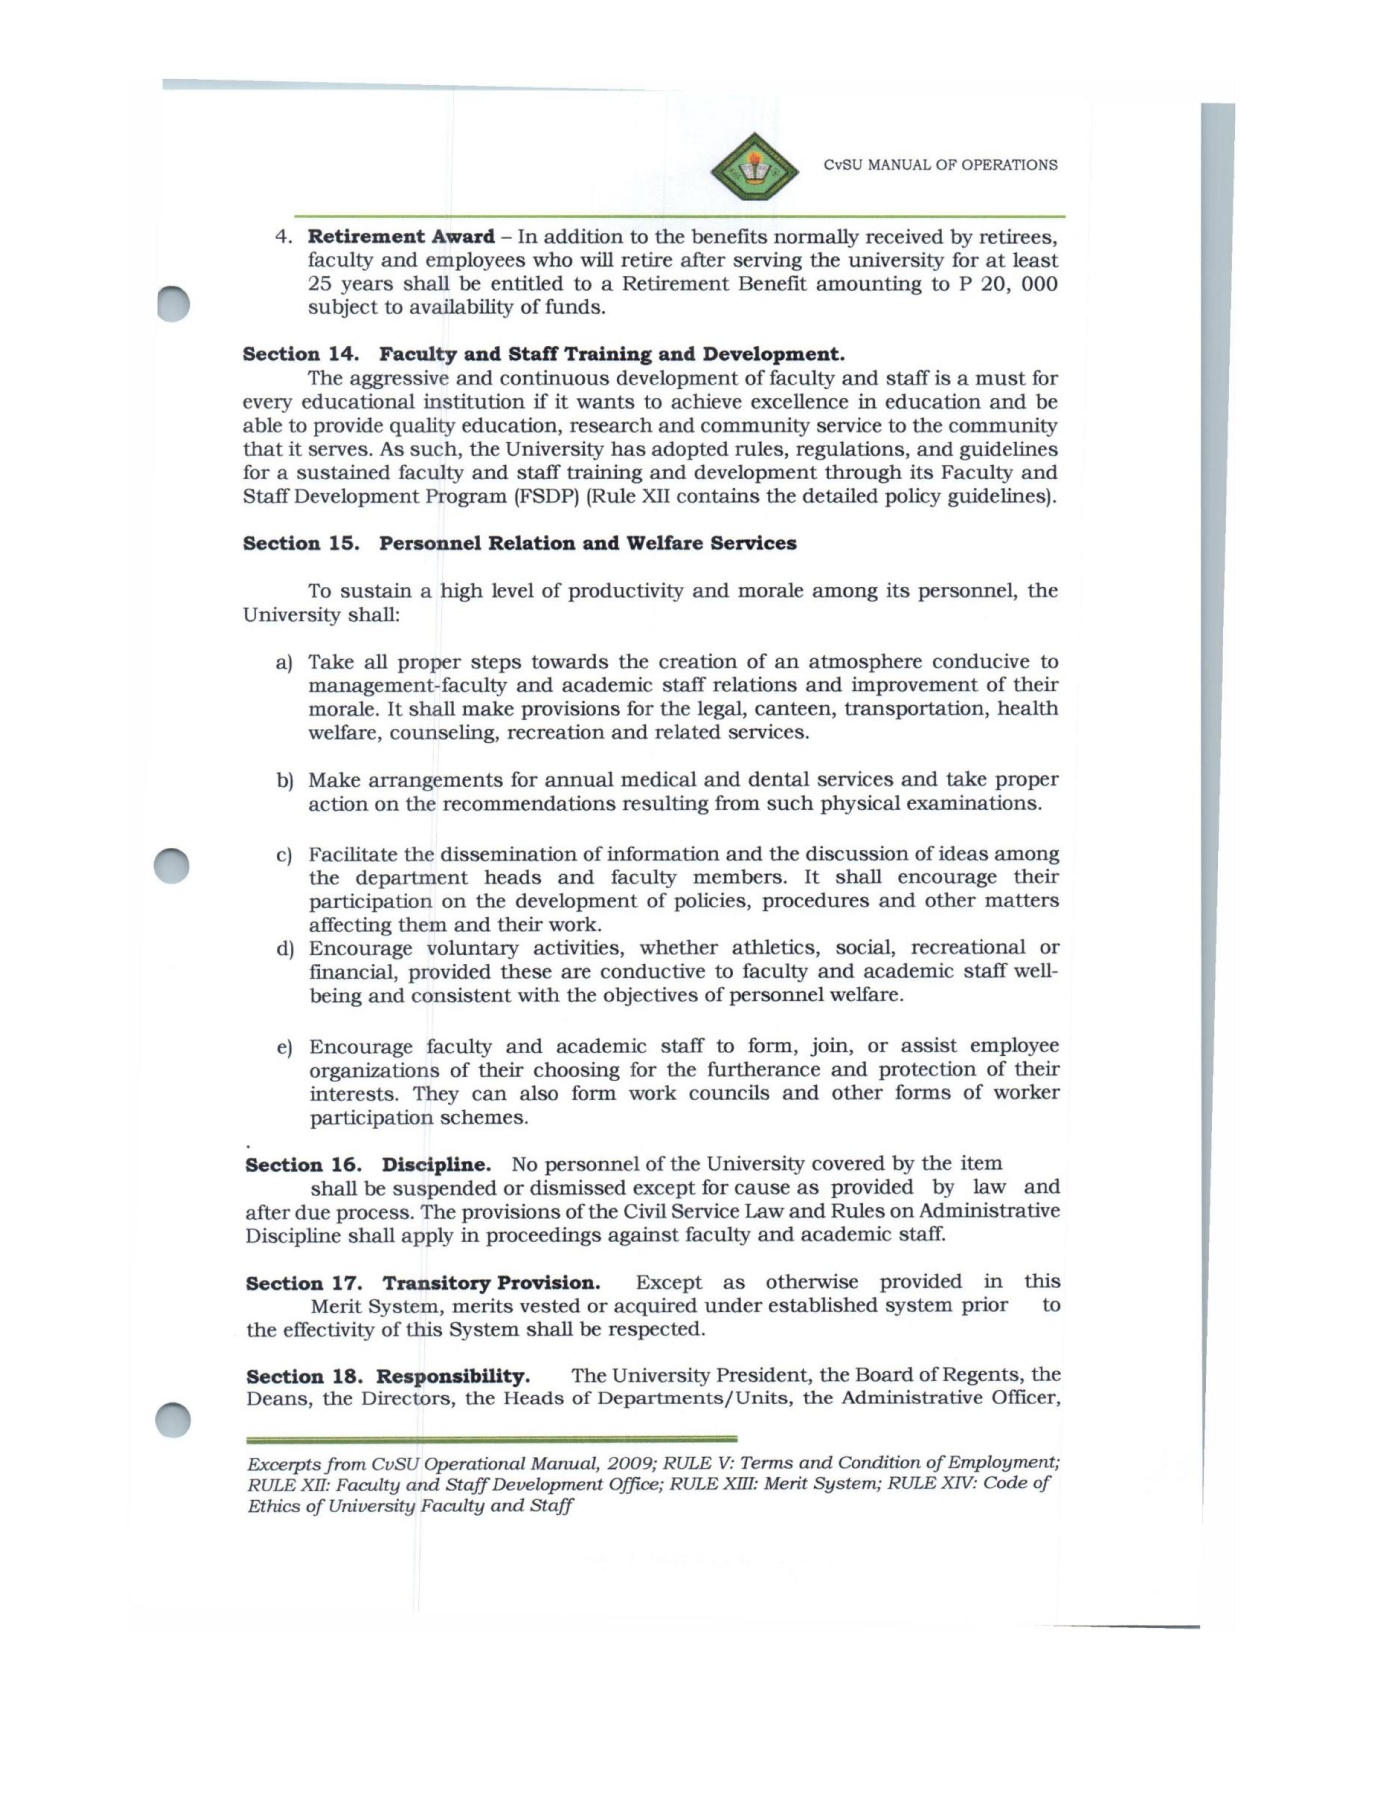 CvSU MANUAL OF OPERATIONS
4. Retirement Award – In addition to the benefits normally received by retirees,
faculty and employees who will retire after serving the university for at least
25 years shall be entitled to a Retirement Benefit amounting to P 20, 000
subject to availability of funds.
Section 14. Faculty and Staff Training and Development.
The aggressive and continuous development of faculty and staff is a must for
every educational institution if it wants to achieve excellence in education and be
able to provide quality education, research and community service to the community
that it serves. As such, the University has adopted rules, regulations, and guidelines
for a sustained faculty and staff training and development through its Faculty and
Staff Development Program (FSDP) (Rule XII contains the detailed policy guidelines).
Section 15. Personnel Relation and Welfare Services
To sustain a high level of productivity and morale among its personnel, the
University shall:
a) Take all proper steps towards the creation of an atmosphere conducive to
management-faculty and academic staff relations and improvement of their
morale. It shall make provisions for the legal, canteen, transportation, health
welfare, counseling, recreation and related services.
b) Make arrangements for annual medical and dental services and take proper
action on the recommendations resulting from such physical examinations.
c) Facilitate the dissemination of information and the discussion of ideas among
the department heads and faculty members. It shall encourage their
participation on the development of policies, procedures and other matters
affecting them and their work.
d) Encourage voluntary activities, whether athletics, social, recreational or
financial, provided these are conductive to faculty and academic staff well-
being and consistent with the objectives of personnel welfare.
e) Encourage faculty and academic staff to form, join, or assist employee
organizations of their choosing for the furtherance and protection of their
interests. They can also form work councils and other forms of worker
participation schemes.
.
Section 16. Discipline. No personnel of the University covered by the item
shall be suspended or dismissed except for cause as provided by law and
after due process. The provisions of the Civil Service Law and Rules on Administrative
Discipline shall apply in proceedings against faculty and academic staff.
Section 17. Transitory Provision. Except as otherwise provided in this
Merit System, merits vested or acquired under established system prior to
the effectivity of this System shall be respected.
Section 18. Responsibility. The University President, the Board of Regents, the
Deans, the Directors, the Heads of Departments/Units, the Administrative Officer,
Excerpts from CvSU Operational Manual, 2009; RULE V: Terms and Condition of Employment;
RULE XII: Faculty and Staff Development Office; RULE XIII: Merit System; RULE XIV: Code of
Ethics of University Faculty and Staff